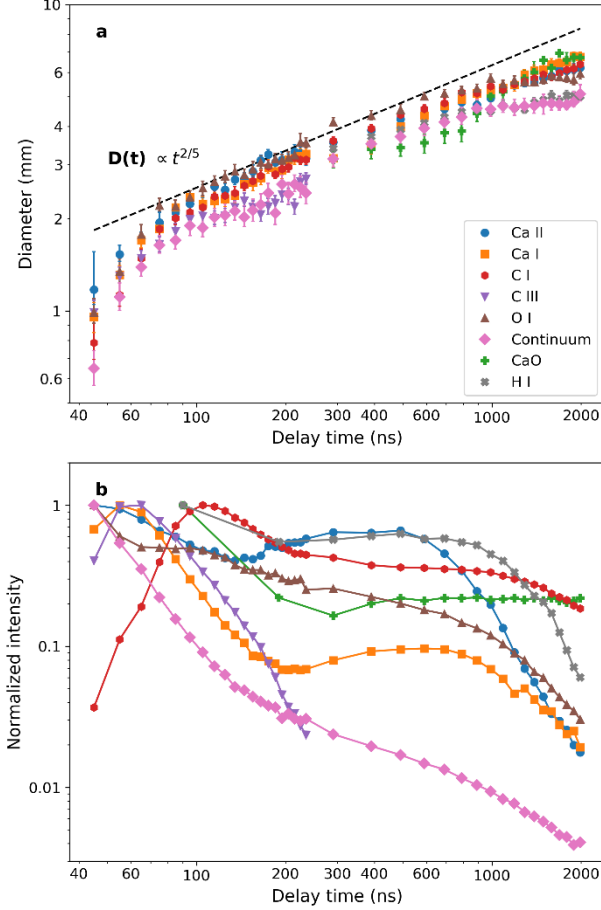 10
a
6
4
3
2
1
0.6
Diameter (mm)
D(t) ∝ t^{2/5}
Ca II
Ca I
C I
C III
O I
Continuum
CaO
H I
40 60 100 200 400 600 1000 2000
Delay time (ns)
b
1
0.1
0.01
Normalized intensity
40 60 100 200 400 600 1000 2000
Delay time (ns)